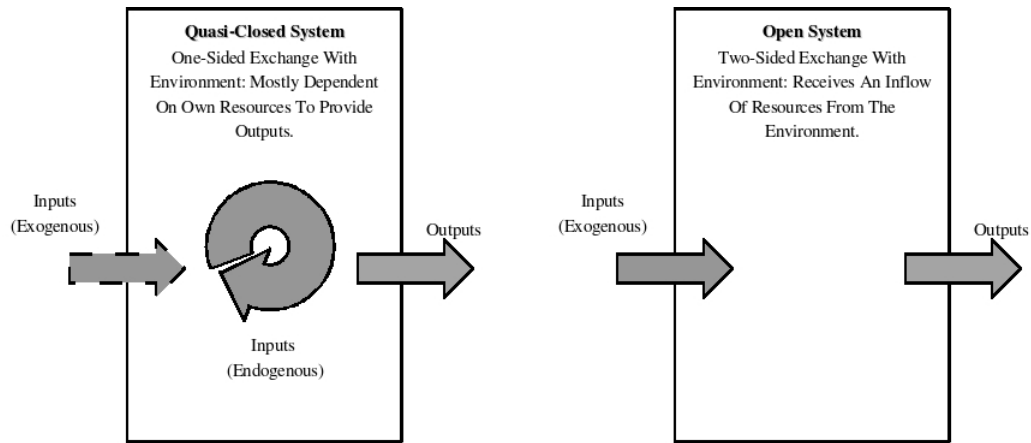 Quasi-Closed System
One-Sided Exchange With
Environment: Mostly Dependent
On Own Resources To Provide
Outputs.
Inputs
(Exogenous)
Outputs
Inputs
(Endogenous)
Open System
Two-Sided Exchange With
Environment: Receives An Inflow
Of Resources From The
Environment.
Inputs
(Exogenous)
Outputs